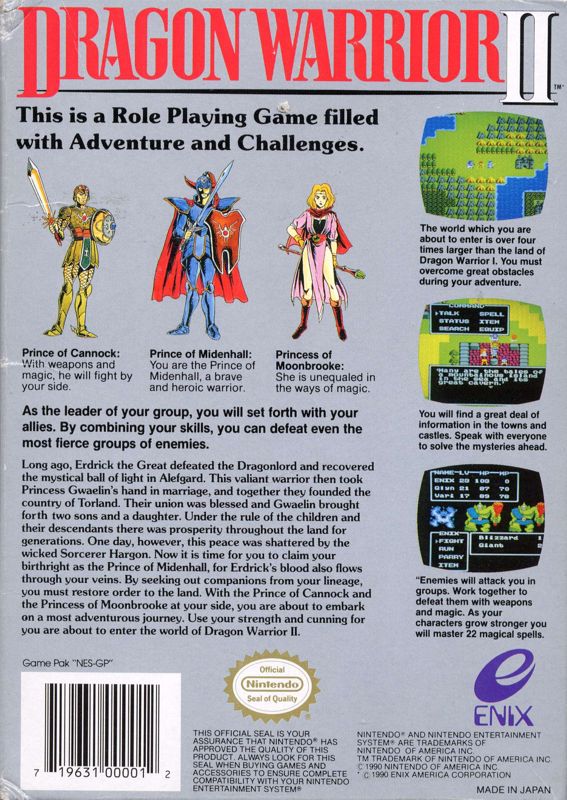 DRAGON WARRIOR II™
This is a Role Playing Game filled
with Adventure and Challenges.
The world which you are
about to enter is over four
times larger than the land of
Dragon Warrior I. You must
overcome great obstacles
during your adventure.
COMMAND
TALK SPELL
STATUS ITEM
SEARCH EQUIP
"Many are the tales of
a mountainous island
in the sea and its
great cavern."
You will find a great deal of
information in the towns and
castles. Speak with everyone
to solve the mysteries ahead.
Prince of Cannock:
With weapons and
magic, he will fight by
your side.
Prince of Midenhall:
You are the Prince of
Midenhall, a brave
and heroic warrior.
Princess of
Moonbrooke:
She is unequaled in
the ways of magic.
As the leader of your group, you will set forth with your
allies. By combining your skills, you can defeat even the
most fierce groups of enemies.
Long ago, Erdrick the Great defeated the Dragonlord and recovered
the mystical ball of light in Alefgard. This valiant warrior then took
Princess Gwaelin's hand in marriage, and together they founded the
country of Torland. Their union was blessed and Gwaelin brought
forth two sons and a daughter. Under the rule of the children and
their descendants there was prosperity throughout the land for
generations. One day, however, this peace was shattered by the
wicked Sorcerer Hargon. Now it is time for you to claim your
birthright as the Prince of Midenhall, for Erdrick's blood also flows
through your veins. By seeking out companions from your lineage,
you must restore order to the land. With the Prince of Cannock and
the Princess of Moonbrooke at your side, you are about to embark
on a most adventurous journey. Use your strength and cunning for
you are about to enter the world of Dragon Warrior II.
NAME LV HP MP
ENIX 20 100 0
ENIX
FIGHT
RUN
PARRY
ITEM
Blizzard 1
Giant 2
"Enemies will attack you in
groups. Work together to
defeat them with weapons
and magic. As your
characters grow stronger you
will master 22 magical spells.
Game Pak "NES-GP"
7 19631 00001 2
Official
Nintendo
Seal of Quality
THIS OFFICIAL SEAL IS YOUR
ASSURANCE THAT NINTENDO® HAS
APPROVED THE QUALITY OF THIS
PRODUCT. ALWAYS LOOK FOR THIS
SEAL WHEN BUYING GAMES AND
ACCESSORIES TO ENSURE COMPLETE
COMPATIBILITY WITH YOUR NINTENDO
ENTERTAINMENT SYSTEM®
ENIX
NINTENDO® AND NINTENDO ENTERTAINMENT
SYSTEM® ARE TRADEMARKS OF
NINTENDO OF AMERICA INC.
TM TRADEMARK OF NINTENDO OF AMERICA INC.
© 1990 NINTENDO OF AMERICA INC.
© 1990 ENIX AMERICA CORPORATION
MADE IN JAPAN